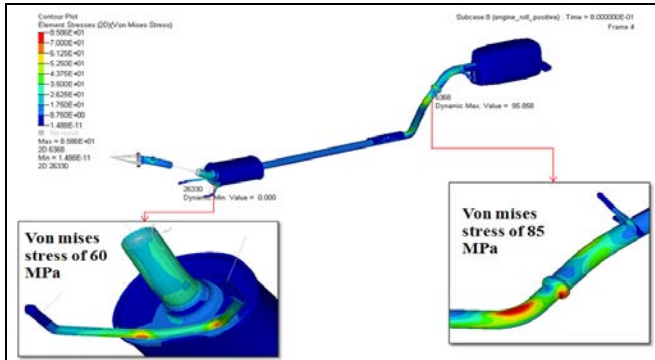 Contour Plot
Element Stresses (2D)(Von Mises Stress)
8.586E+01
7.000E+01
6.125E+01
5.250E+01
4.375E+01
3.500E+01
2.625E+01
1.750E+01
8.750E+00
1.488E-11
No result
Max = 8.586E+01
2D 6368
Min = 1.488E-11
2D 26330
Subcase 8 (engine_roll_positive) : Time = 8.000000E-01
Frame 4
6368
Dynamic Max. Value = 85.858
26330
Dynamic Min. Value = 0.000
Von mises
stress of 60
MPa
Von mises
stress of 85
MPa